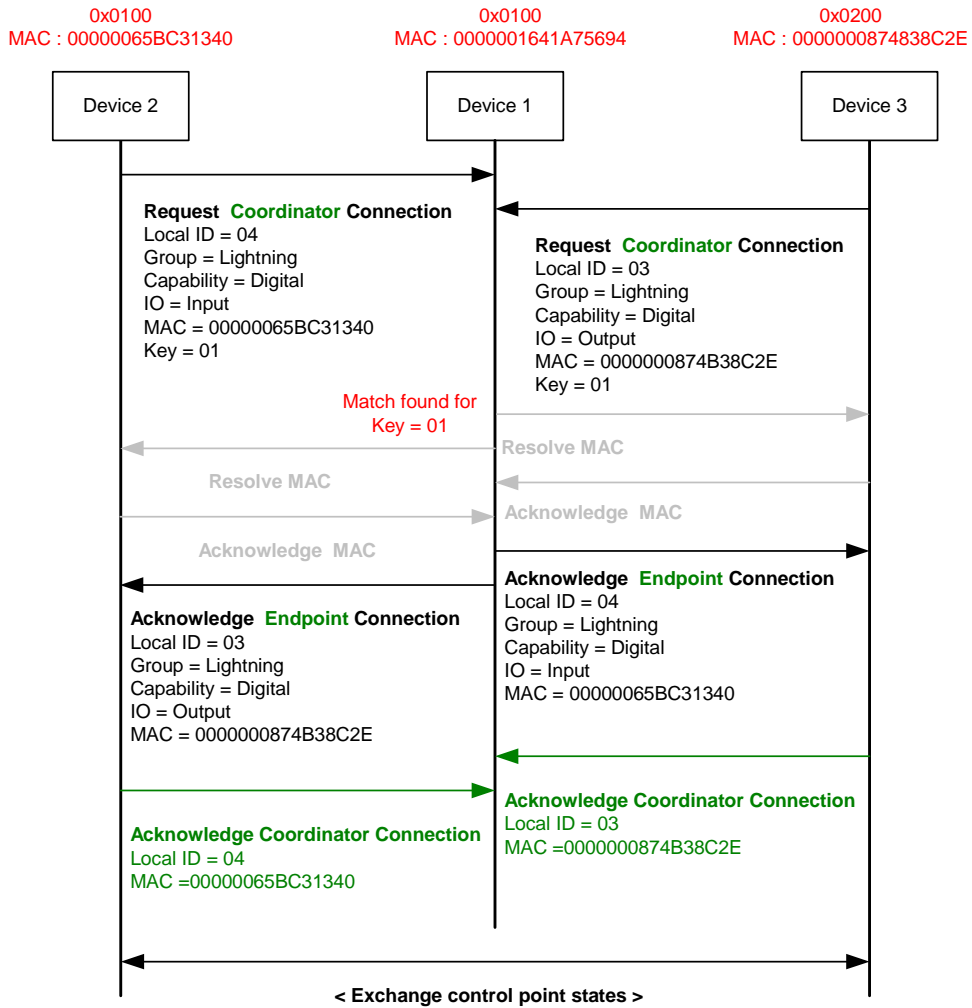 0x0100
MAC : 00000065BC31340
0x0100
MAC : 0000001641A75694
0x0200
MAC : 0000000874838C2E
Device 2
Device 1
Device 3
Request Coordinator Connection
Local ID = 04
Group = Lightning
Capability = Digital
IO = Input
MAC = 00000065BC31340
Key = 01
Request Coordinator Connection
Local ID = 03
Group = Lightning
Capability = Digital
IO = Output
MAC = 0000000874B38C2E
Key = 01
Match found for
Key = 01
Resolve MAC
Resolve MAC
Acknowledge MAC
Acknowledge MAC
Acknowledge Endpoint Connection
Local ID = 04
Group = Lightning
Capability = Digital
IO = Input
MAC = 00000065BC31340
Acknowledge Endpoint Connection
Local ID = 03
Group = Lightning
Capability = Digital
IO = Output
MAC = 0000000874B38C2E
Acknowledge Coordinator Connection
Local ID = 03
MAC =0000000874B38C2E
Acknowledge Coordinator Connection
Local ID = 04
MAC =00000065BC31340
< Exchange control point states >